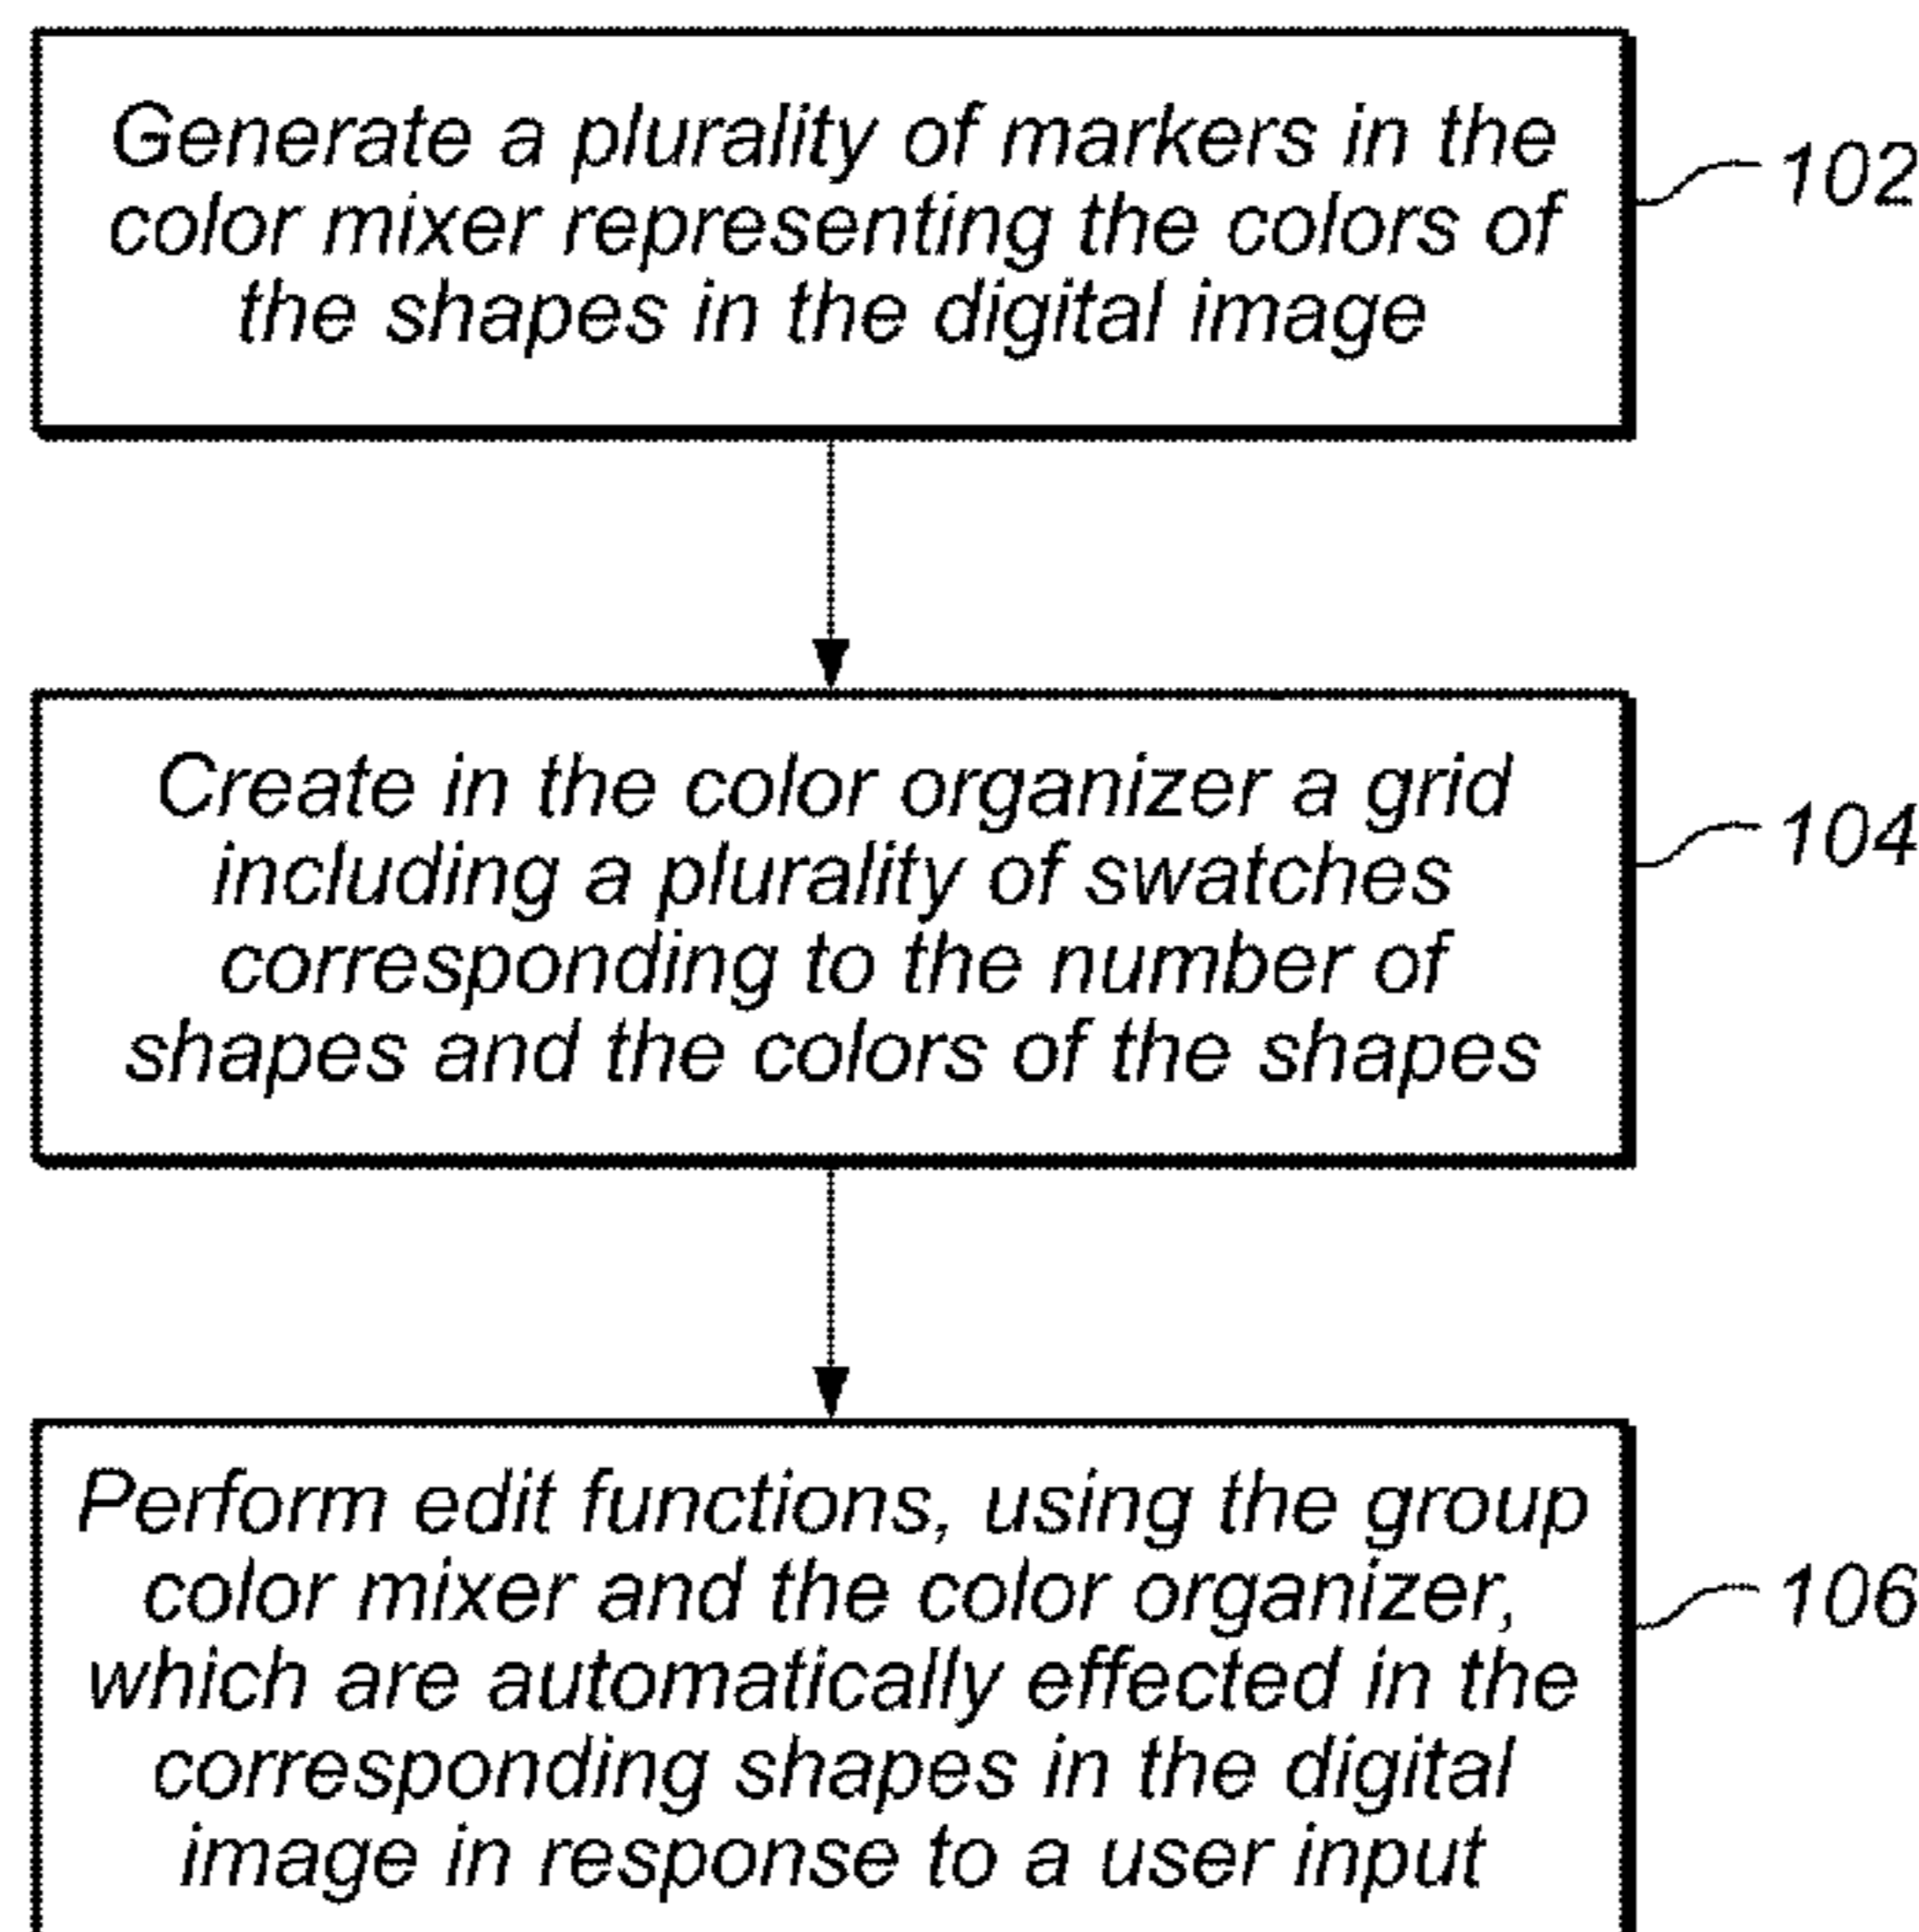 Generate a plurality of markers in the
color mixer representing the colors of
the shapes in the digital image
102
Create in the color organizer a grid
including a plurality of swatches
corresponding to the number of
shapes and the colors of the shapes
104
Perform edit functions, using the group
color mixer and the color organizer,
which are automatically effected in the
corresponding shapes in the digital
image in response to a user input
106